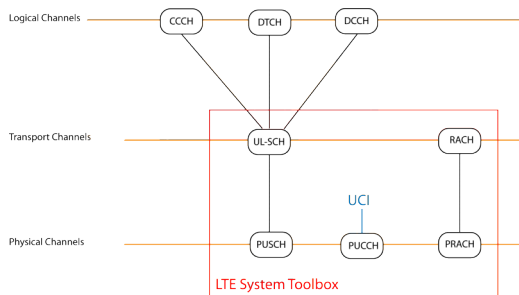 Logical Channels
CCCH
DTCH
DCCH
Transport Channels
UL-SCH
RACH
UCI
Physical Channels
PUSCH
PUCCH
PRACH
LTE System Toolbox